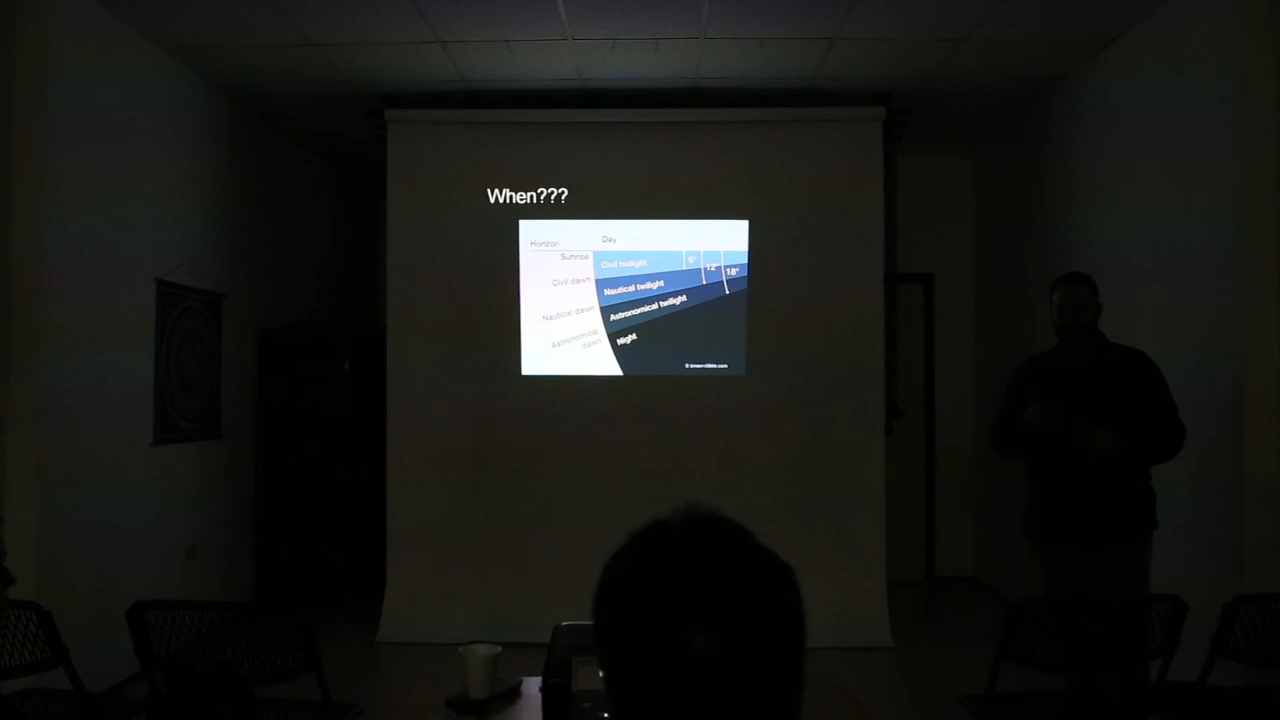 When???
Horizon
Day
Sunrise
Civil twilight
6°
12°
18°
Civil dawn
Nautical twilight
Nautical dawn
Astronomical twilight
Astronomical
dawn
Night